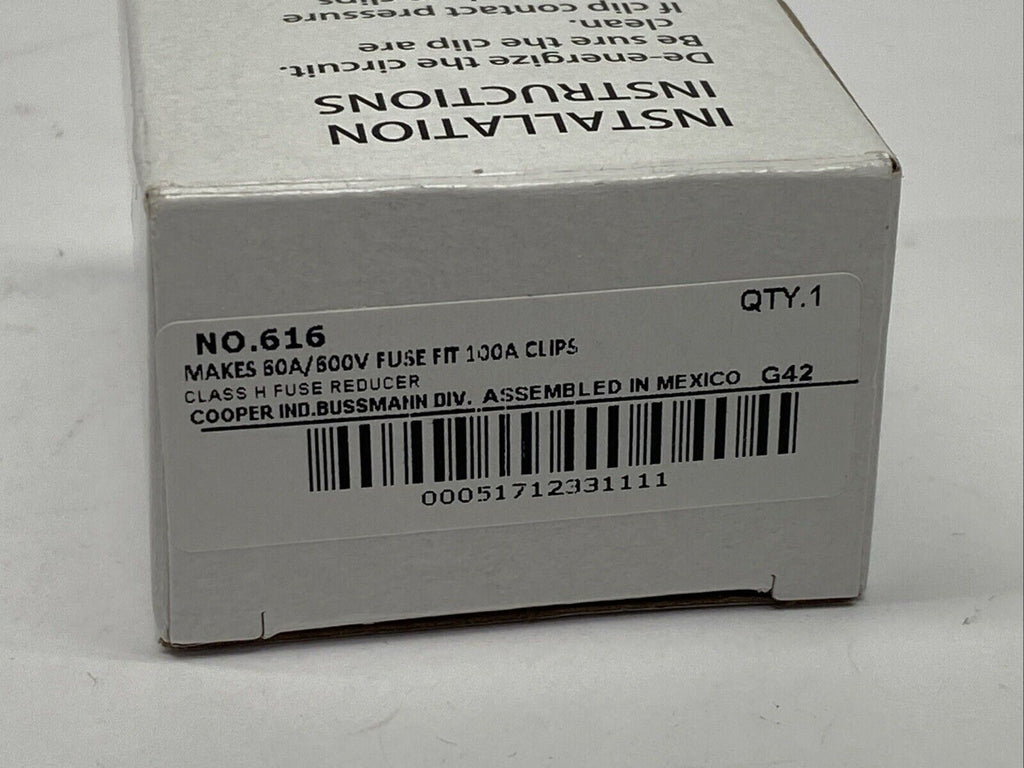 INSTALLATION
INSTRUCTIONS
De-energize the circuit.
Be sure the clip are
clean.
If clip contact pressure
clips
NO.616
QTY.1
MAKES 60A/600V FUSE FIT 100A CLIPS
CLASS H FUSE REDUCER
COOPER IND.BUSSMANN DIV. ASSEMBLED IN MEXICO G42
00051712331111